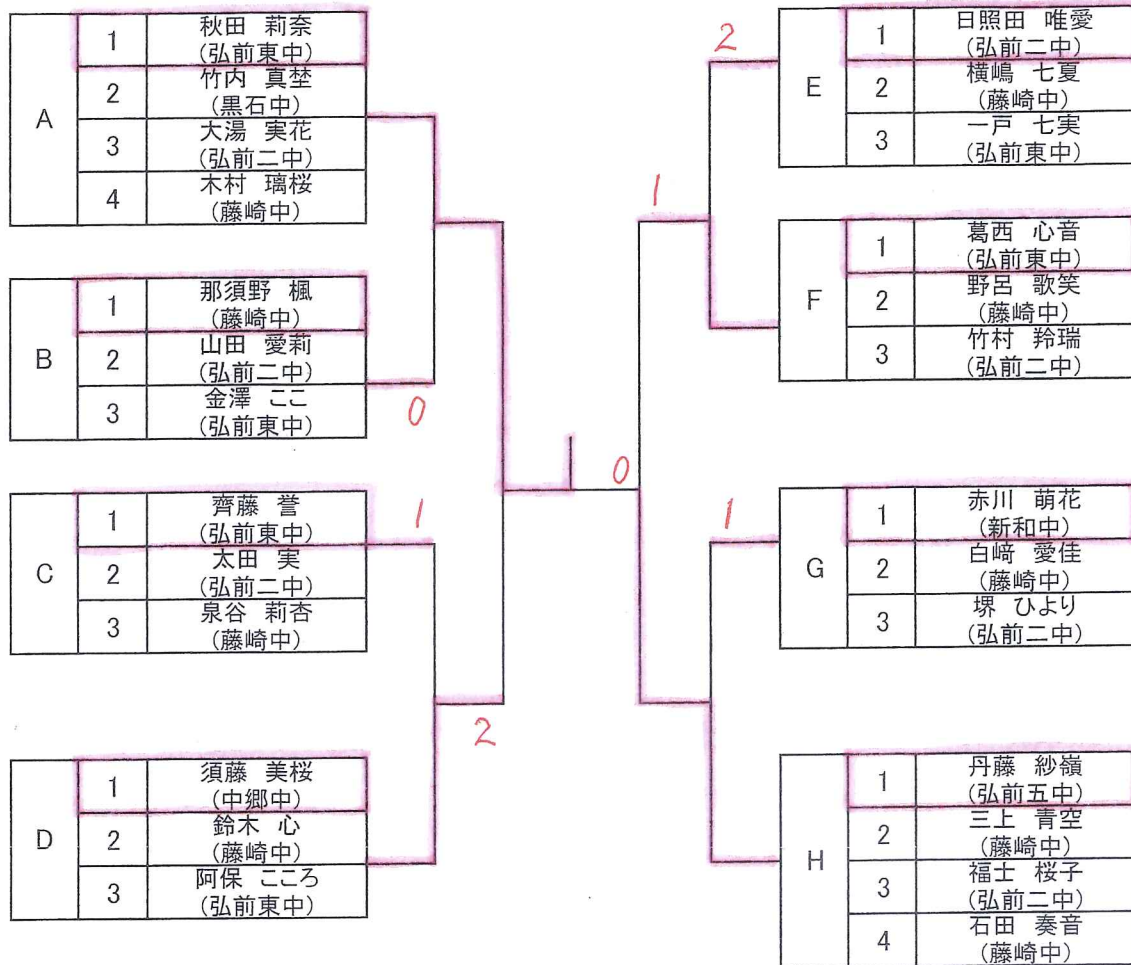 A
1
秋田 莉奈
(弘前東中)
2
竹内 真埜
(黒石中)
3
大湯 実花
(弘前二中)
4
木村 璃桜
(藤崎中)
B
1
那須野 楓
(藤崎中)
2
山田 愛莉
(弘前二中)
3
金澤 ここ
(弘前東中)
0
C
1
齊藤 誉
(弘前東中)
1
2
太田 実
(弘前二中)
3
泉谷 莉杏
(藤崎中)
2
D
1
須藤 美桜
(中郷中)
2
鈴木 心
(藤崎中)
3
阿保 こころ
(弘前東中)
0
2
E
1
日照田 唯愛
(弘前二中)
2
横嶋 七夏
(藤崎中)
3
一戸 七実
(弘前東中)
1
F
1
葛西 心音
(弘前東中)
2
野呂 歌笑
(藤崎中)
3
竹村 羚瑞
(弘前二中)
1
G
1
赤川 萌花
(新和中)
2
白﨑 愛佳
(藤崎中)
3
堺 ひより
(弘前二中)
H
1
丹藤 紗嶺
(弘前五中)
2
三上 青空
(藤崎中)
3
福士 桜子
(弘前二中)
4
石田 奏音
(藤崎中)